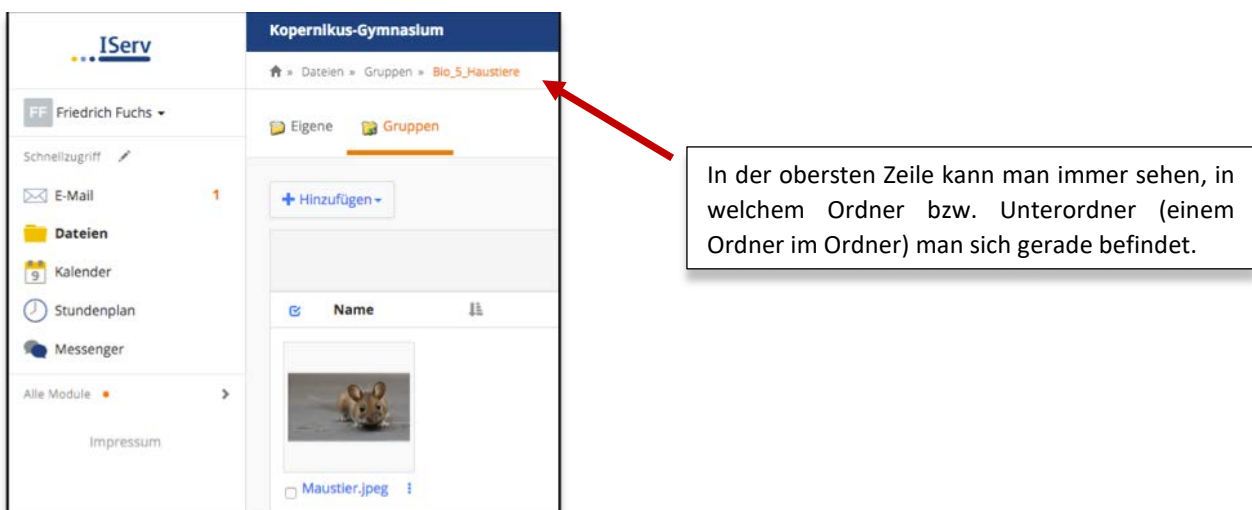 IServ
Kopernikus-Gymnasium
» Dateien » Gruppen » Bio_5_Haustiere
FF Friedrich Fuchs
Eigene Gruppen
Schnellzugriff
E-Mail 1
Hinzufügen
Dateien
9 Kalender
Stundenplan
Name
Messenger
Alle Module
Impressum
Maustier.jpeg
In der obersten Zeile kann man immer sehen, in
welchem Ordner bzw. Unterordner (einem
Ordner im Ordner) man sich gerade befindet.